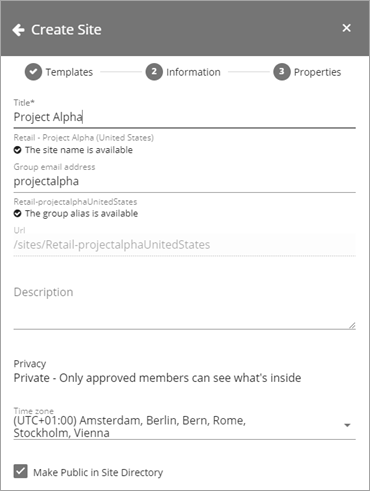 Create Site
Templates 2 Information 3 Properties
Title*
Project Alpha
Retail - Project Alpha (United States)
The site name is available
Group email address
projectalpha
Retail-projectalphaUnitedStates
The group alias is available
Url
/sites/Retail-projectalphaUnitedStates
Description
Privacy
Private - Only approved members can see what's inside
Time zone
(UTC+01:00) Amsterdam, Berlin, Bern, Rome,
Stockholm, Vienna
Make Public in Site Directory